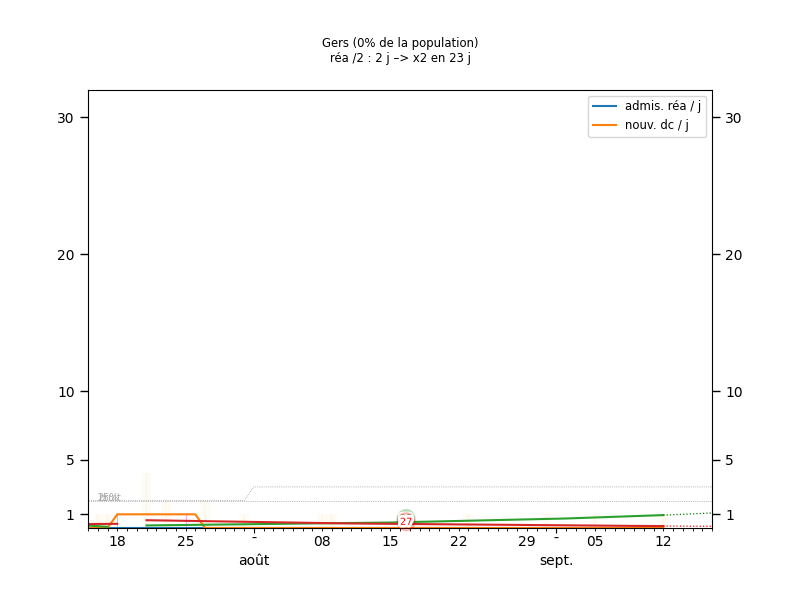 Gers (0% de la population)
réa /2 : 2 j –> x2 en 23 j
admis. réa / j
nouv. dc / j
30 30
20 20
10 10
5 5
1 1
27
18 25 - 08 15 22 29 - 05 12
août sept.